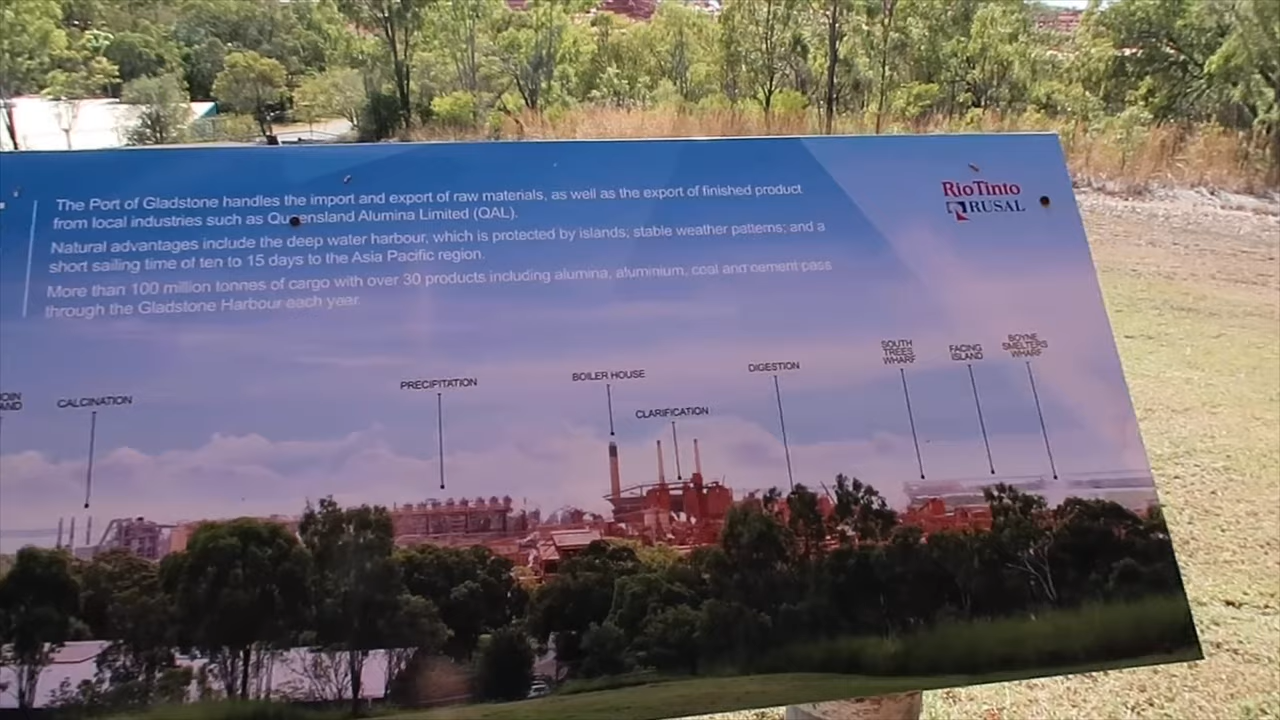 The Port of Gladstone handles the import and export of raw materials, as well as the export of finished product
from local industries such as Queensland Alumina Limited (QAL).
Natural advantages include the deep water harbour, which is protected by islands; stable weather patterns; and a
short sailing time of ten to 15 days to the Asia Pacific region.
More than 100 million tonnes of cargo with over 30 products including alumina, aluminium, coal and cement pass
through the Gladstone Harbour each year.
RioTinto
RUSAL
CALCINATION
PRECIPITATION
BOILER HOUSE
CLARIFICATION
DIGESTION
SOUTH
TREES
WHARF
FACING
ISLAND
BOYNE
SMELTERS
WHARF